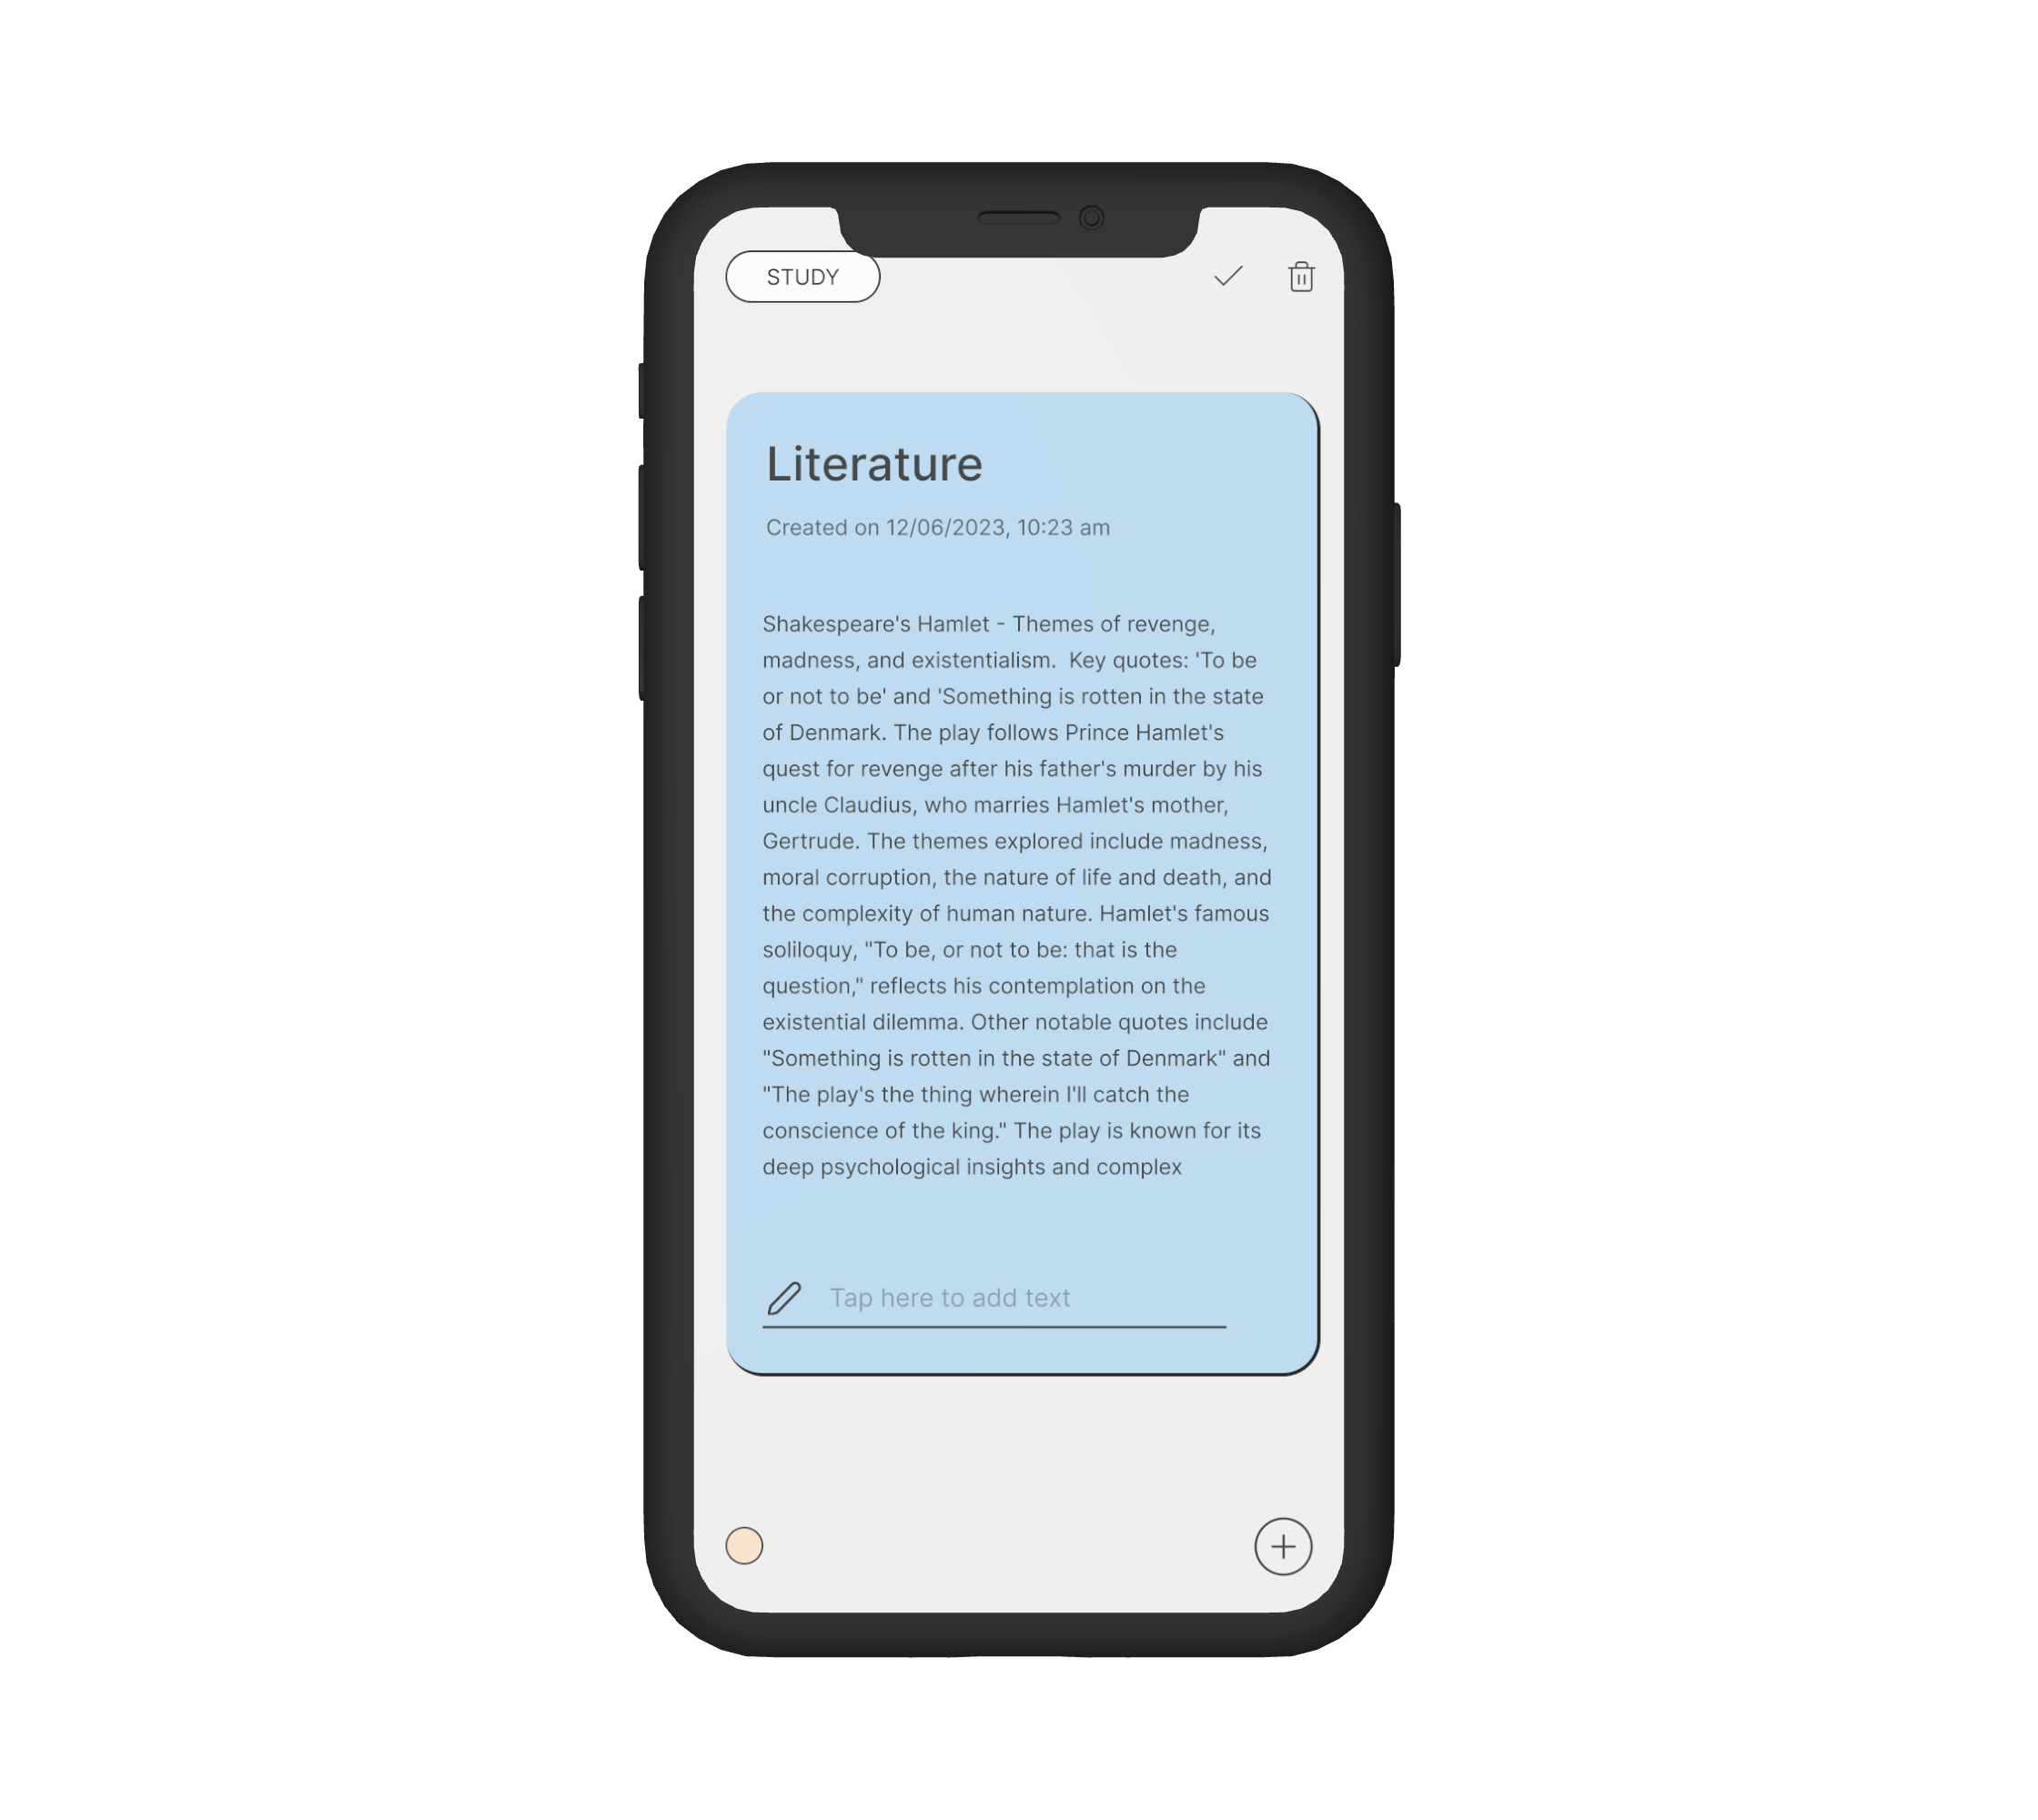 STUDY
Literature
Created on 12/06/2023, 10:23 am
Shakespeare's Hamlet - Themes of revenge,
madness, and existentialism.  Key quotes: 'To be
or not to be' and 'Something is rotten in the state
of Denmark. The play follows Prince Hamlet's
quest for revenge after his father's murder by his
uncle Claudius, who marries Hamlet's mother,
Gertrude. The themes explored include madness,
moral corruption, the nature of life and death, and
the complexity of human nature. Hamlet's famous
soliloquy, "To be, or not to be: that is the
question," reflects his contemplation on the
existential dilemma. Other notable quotes include
"Something is rotten in the state of Denmark" and
"The play's the thing wherein I'll catch the
conscience of the king." The play is known for its
deep psychological insights and complex
Tap here to add text